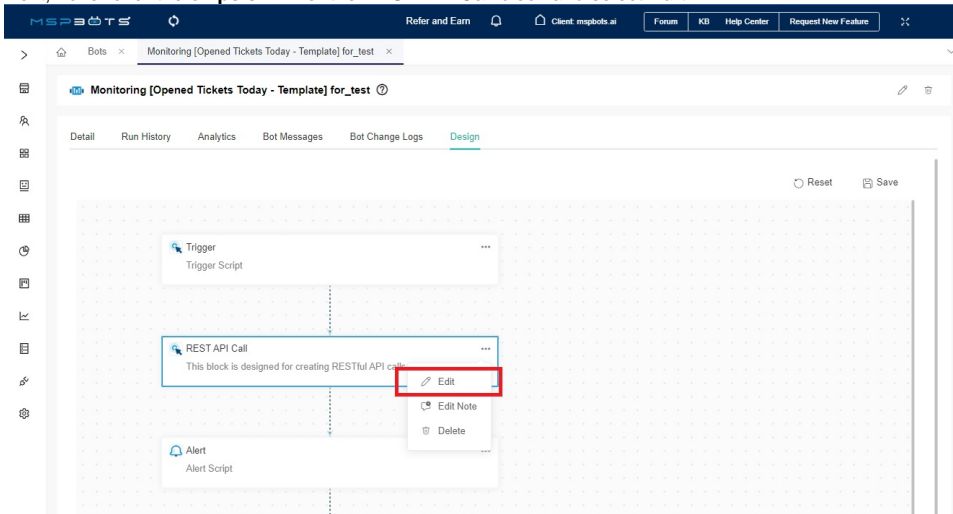 MSPBOTS
Refer and Earn
Client: mspbots.ai
Forum
KB
Help Center
Request New Feature
Bots ×
Monitoring [Opened Tickets Today - Template] for_test ×
Monitoring [Opened Tickets Today - Template] for_test
Detail
Run History
Analytics
Bot Messages
Bot Change Logs
Design
Reset
Save
Trigger
Trigger Script
REST API Call
This block is designed for creating RESTful API calls
Edit
Edit Note
Delete
Alert
Alert Script